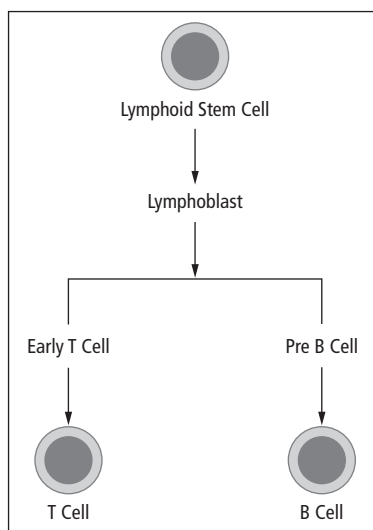 Lymphoid Stem Cell
Lymphoblast
Early T Cell
Pre B Cell
T Cell
B Cell